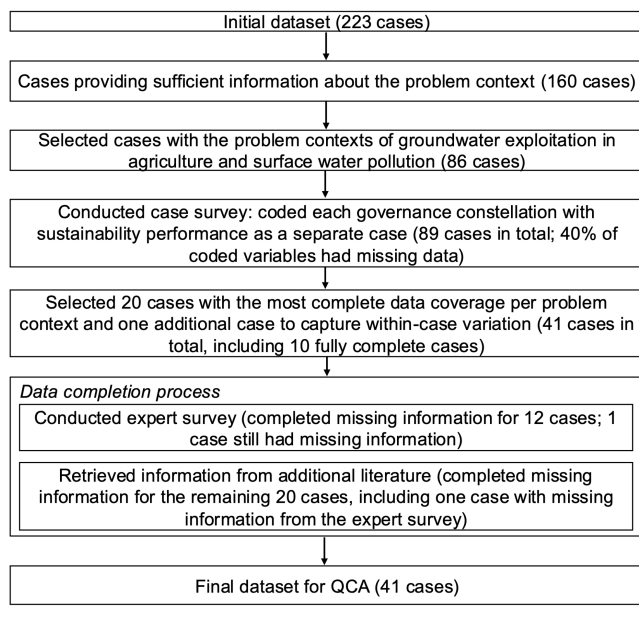 Initial dataset (223 cases)
Cases providing sufficient information about the problem context (160 cases)
Selected cases with the problem contexts of groundwater exploitation in
agriculture and surface water pollution (86 cases)
Conducted case survey: coded each governance constellation with
sustainability performance as a separate case (89 cases in total; 40% of
coded variables had missing data)
Selected 20 cases with the most complete data coverage per problem
context and one additional case to capture within-case variation (41 cases in
total, including 10 fully complete cases)
Data completion process
Conducted expert survey (completed missing information for 12 cases; 1
case still had missing information)
Retrieved information from additional literature (completed missing
information for the remaining 20 cases, including one case with missing
information from the expert survey)
Final dataset for QCA (41 cases)